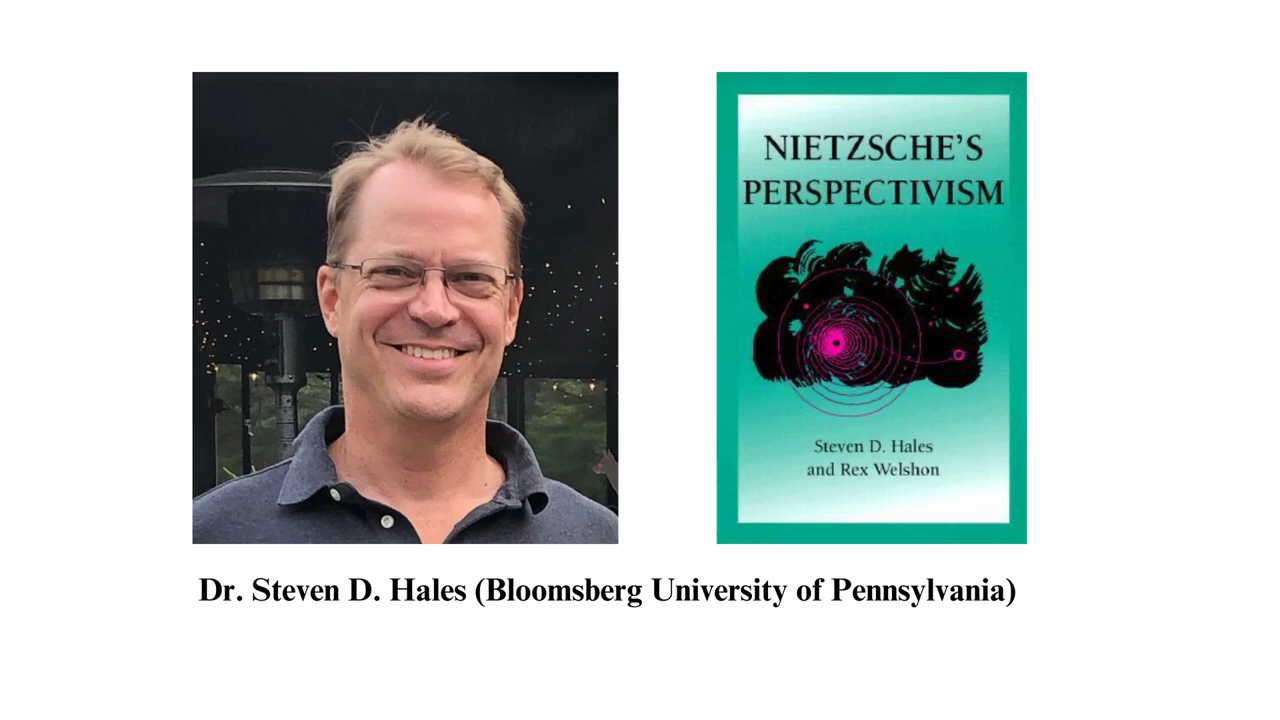 NIETZSCHE'S
PERSPECTIVISM
Steven D. Hales
and Rex Welshon
Dr. Steven D. Hales (Bloomsberg University of Pennsylvania)